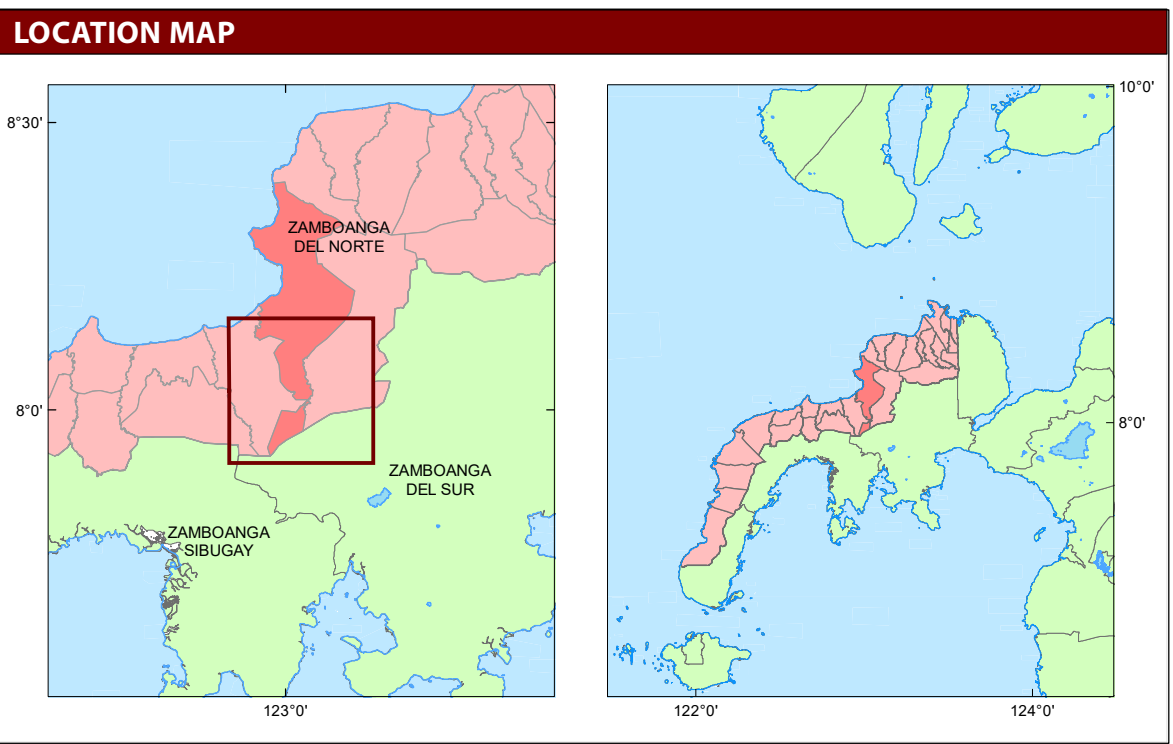 LOCATION MAP
8°30'
8°0'
123°0'
ZAMBOANGA
DEL NORTE
ZAMBOANGA
DEL SUR
ZAMBOANGA
SIBUGAY
10°0'
8°0'
122°0'
124°0'